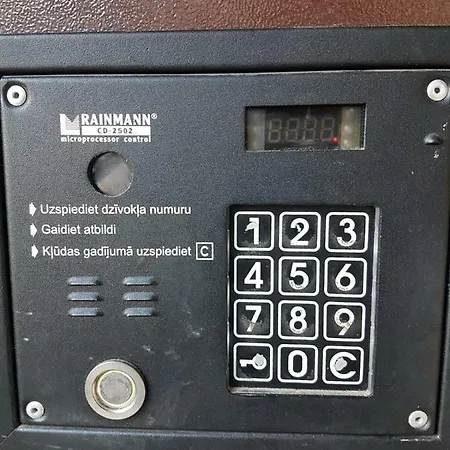 RAINMANN®
CD-2502
microprocessor control
Uzspiediet dzīvokļa numuru
Gaidiet atbildi
Kļūdas gadījumā uzspiediet C
1 2 3
4 5 6
7 8 9
0 C